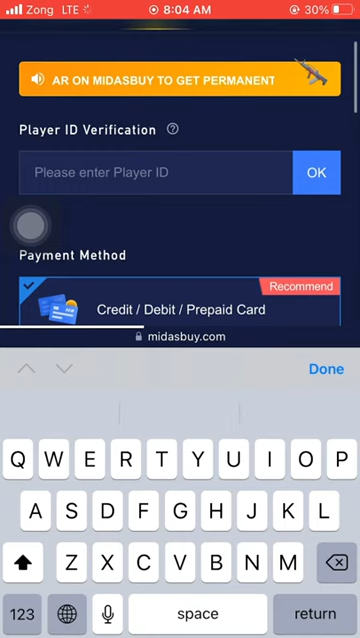 Zong LTE 8:04 AM 30%
AR ON MIDASBUY TO GET PERMANENT
Player ID Verification ?
Please enter Player ID OK
Payment Method
Recommend
Credit / Debit / Prepaid Card
midasbuy.com
Done
Q W E R T Y U I O P
A S D F G H J K L
Z X C V B N M
123 space return